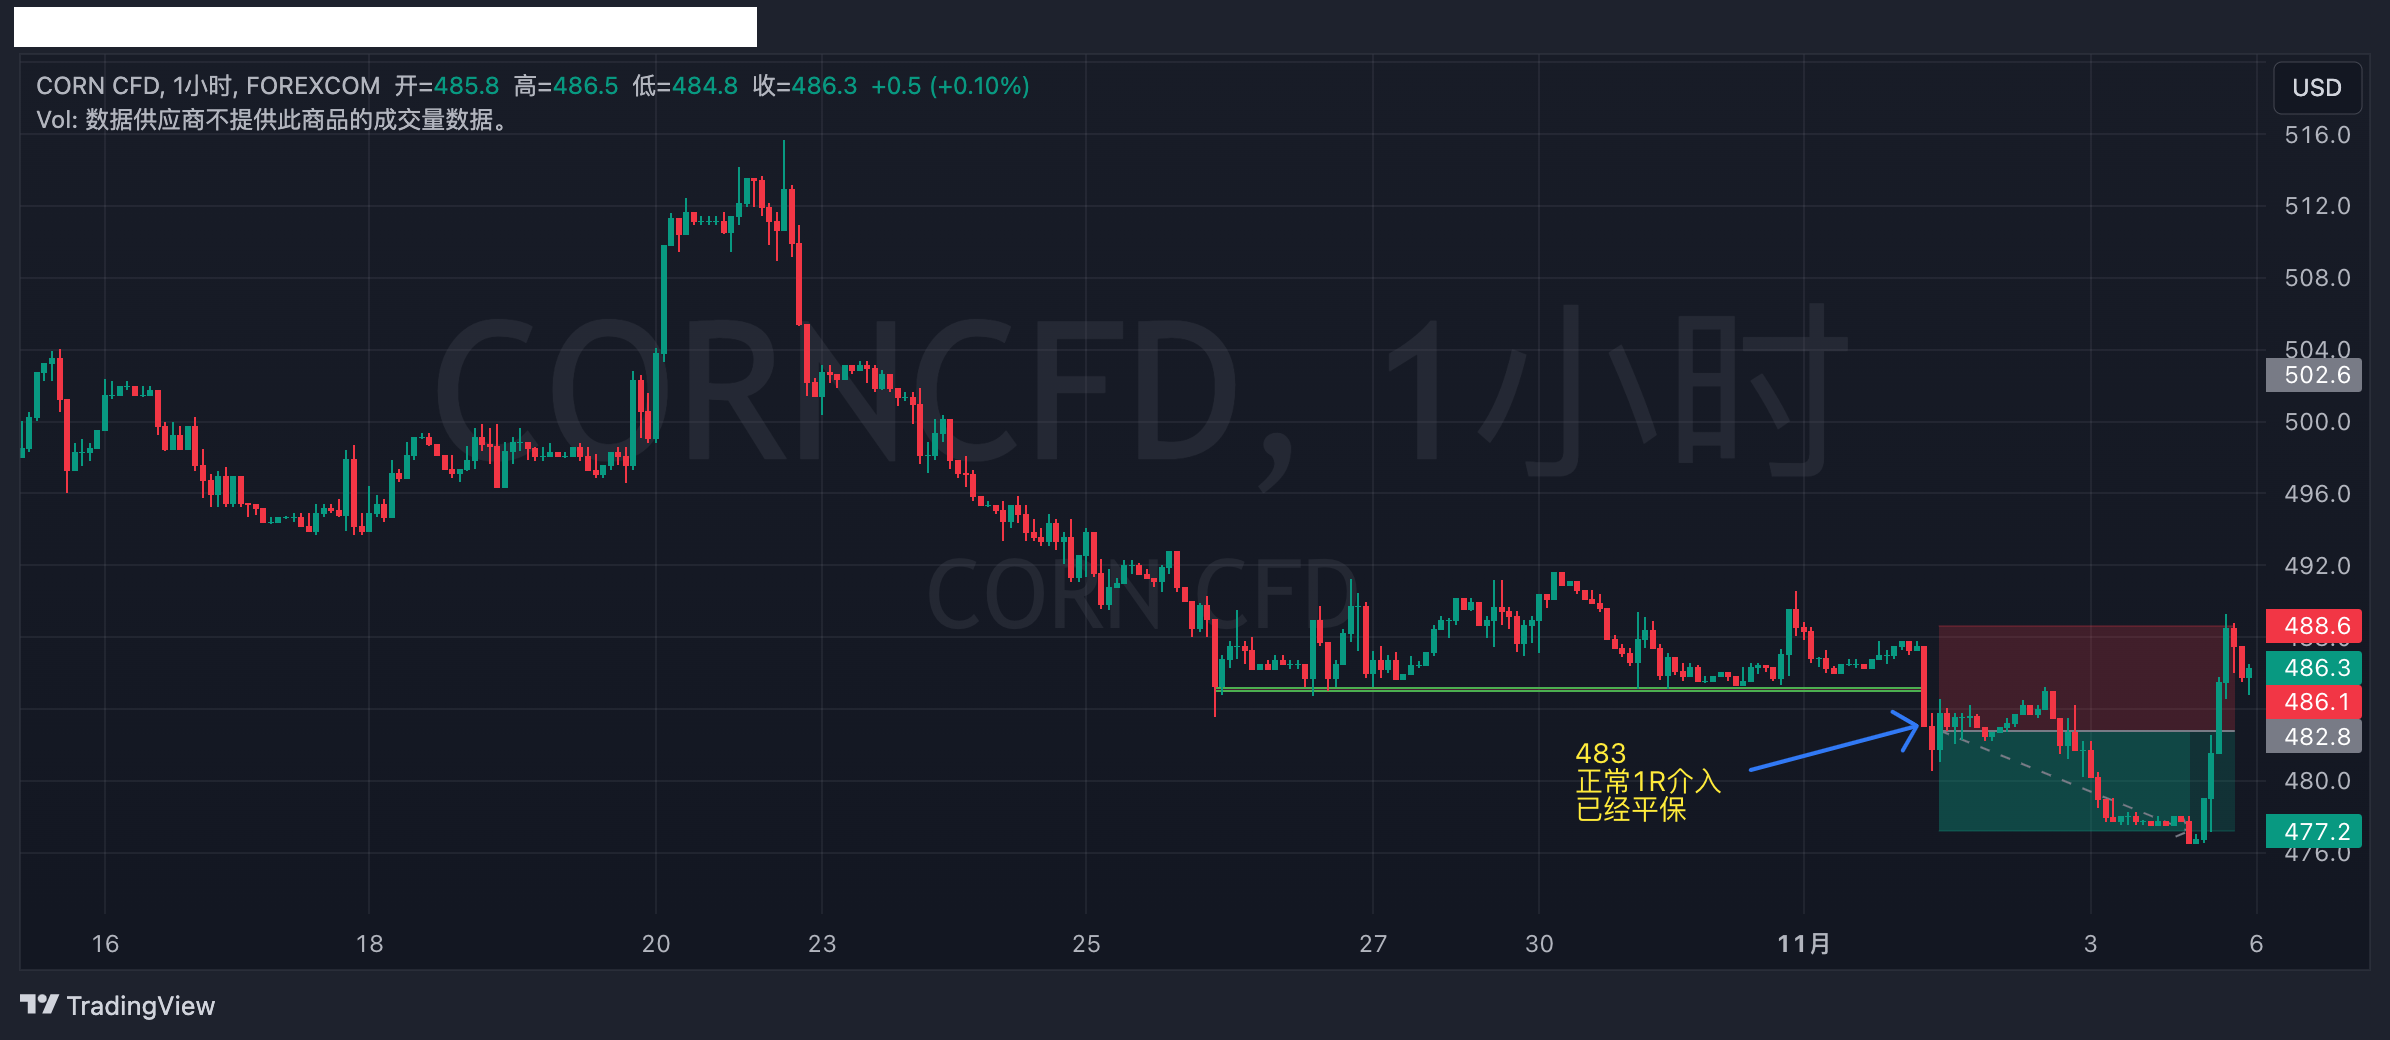 CORN CFD, 1小时, FOREXCOM 开=485.8 高=486.5 低=484.8 收=486.3 +0.5 (+0.10%)
Vol: 数据供应商不提供此商品的成交量数据。
USD
516.0
512.0
508.0
504.0
502.6
500.0
496.0
492.0
488.6
486.3
486.1
482.8
480.0
477.2
476.0
CORNCFD, 1小时
CORN CFD
483
正常1R介入
已经平保
16 18 20 23 25 27 30 11月 3 6
TradingView